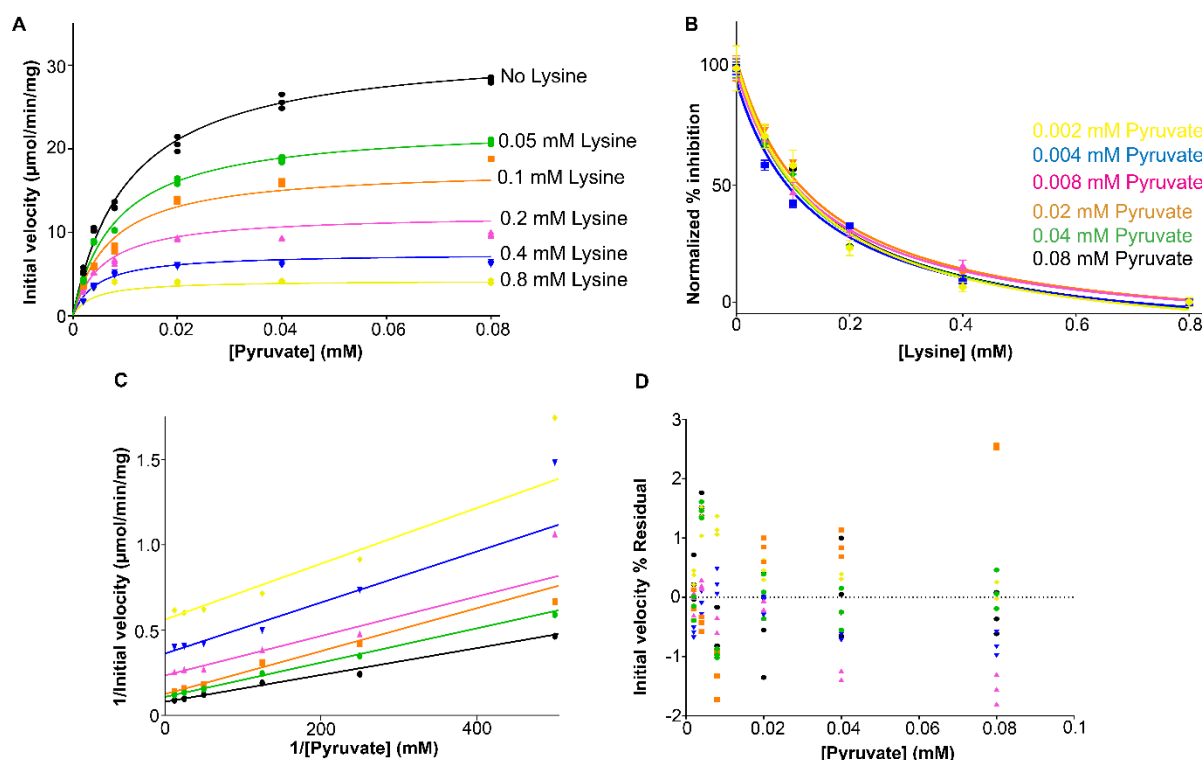 A
Initial velocity (µmol/min/mg)
30
20
10
0
0
0.02
0.04
0.06
0.08
[Pyruvate] (mM)
No Lysine
0.05 mM Lysine
0.1 mM Lysine
0.2 mM Lysine
0.4 mM Lysine
0.8 mM Lysine
B
Normalized % inhibition
100
50
0
0
0.2
0.4
0.6
0.8
[Lysine] (mM)
0.002 mM Pyruvate
0.004 mM Pyruvate
0.008 mM Pyruvate
0.02 mM Pyruvate
0.04 mM Pyruvate
0.08 mM Pyruvate
C
1/Initial velocity (µmol/min/mg)
1.5
1.0
0.5
0
0
200
400
1/[Pyruvate] (mM)
D
Initial velocity % Residual
3
2
1
0
-1
-2
0
0.02
0.04
0.06
0.08
0.1
[Pyruvate] (mM)